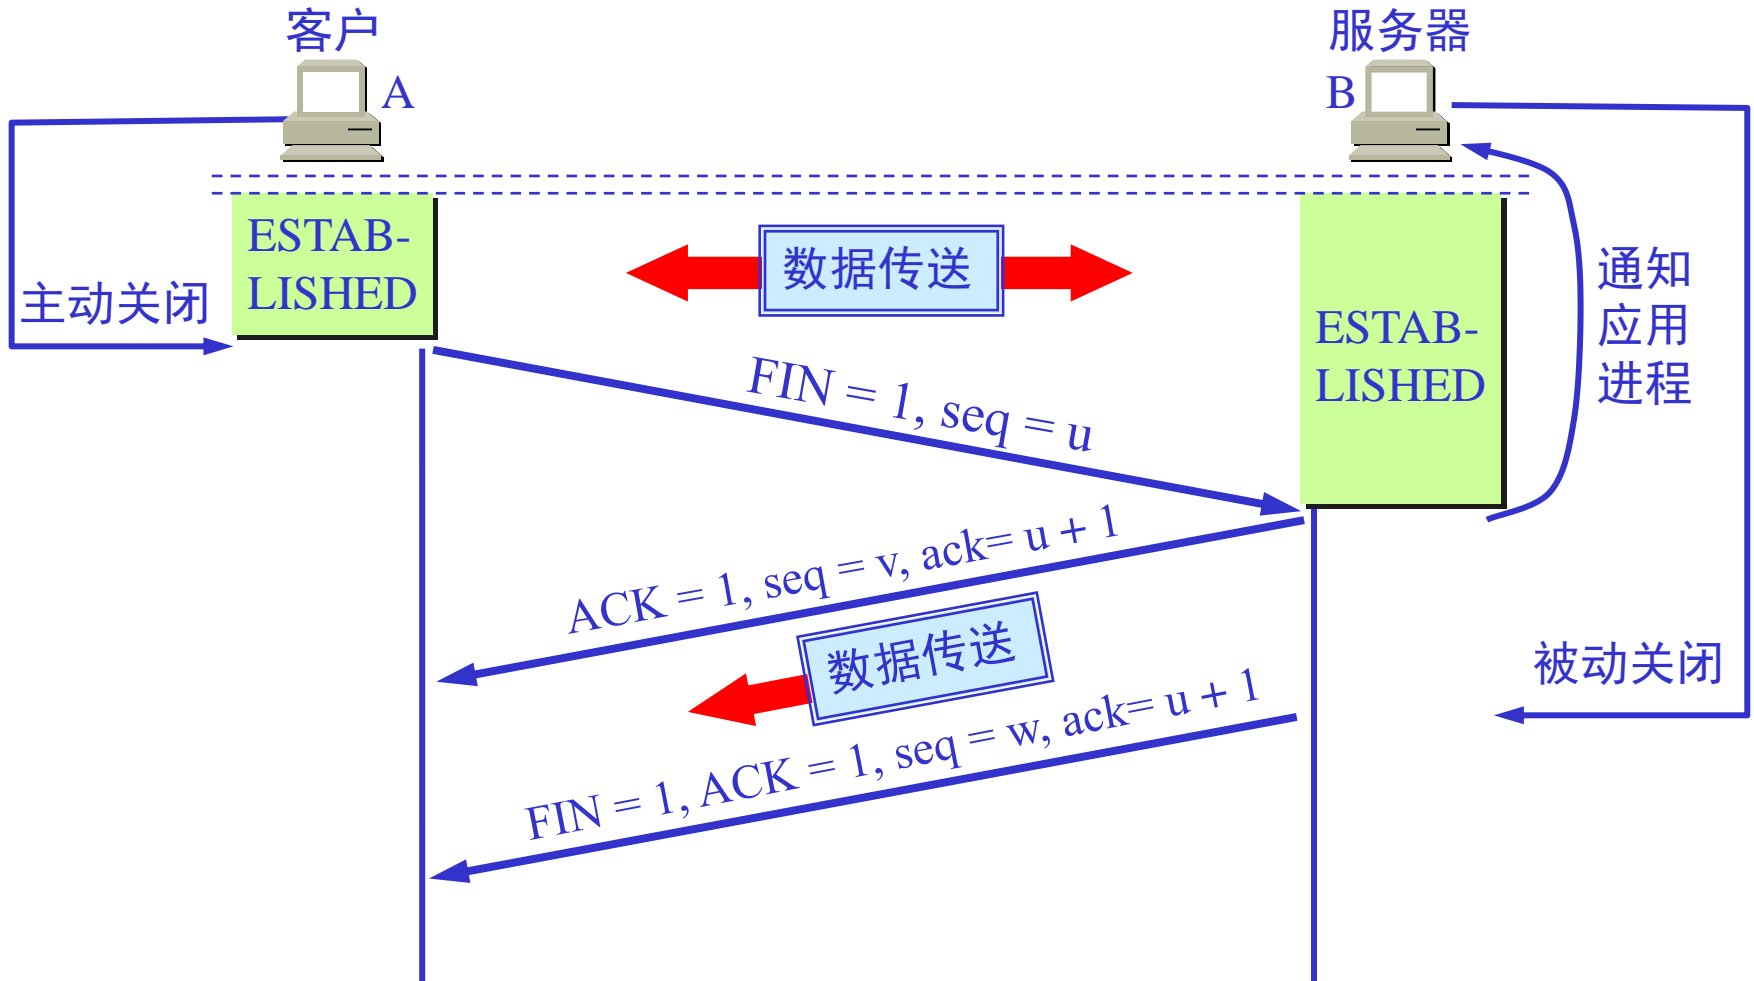 客户
服务器
A
B
ESTAB-
LISHED
数据传送
通知
应用
进程
主动关闭
ESTAB-
LISHED
FIN = 1, seq = u
ACK = 1, seq = v, ack= u + 1
数据传送
被动关闭
FIN = 1, ACK = 1, seq = w, ack= u + 1